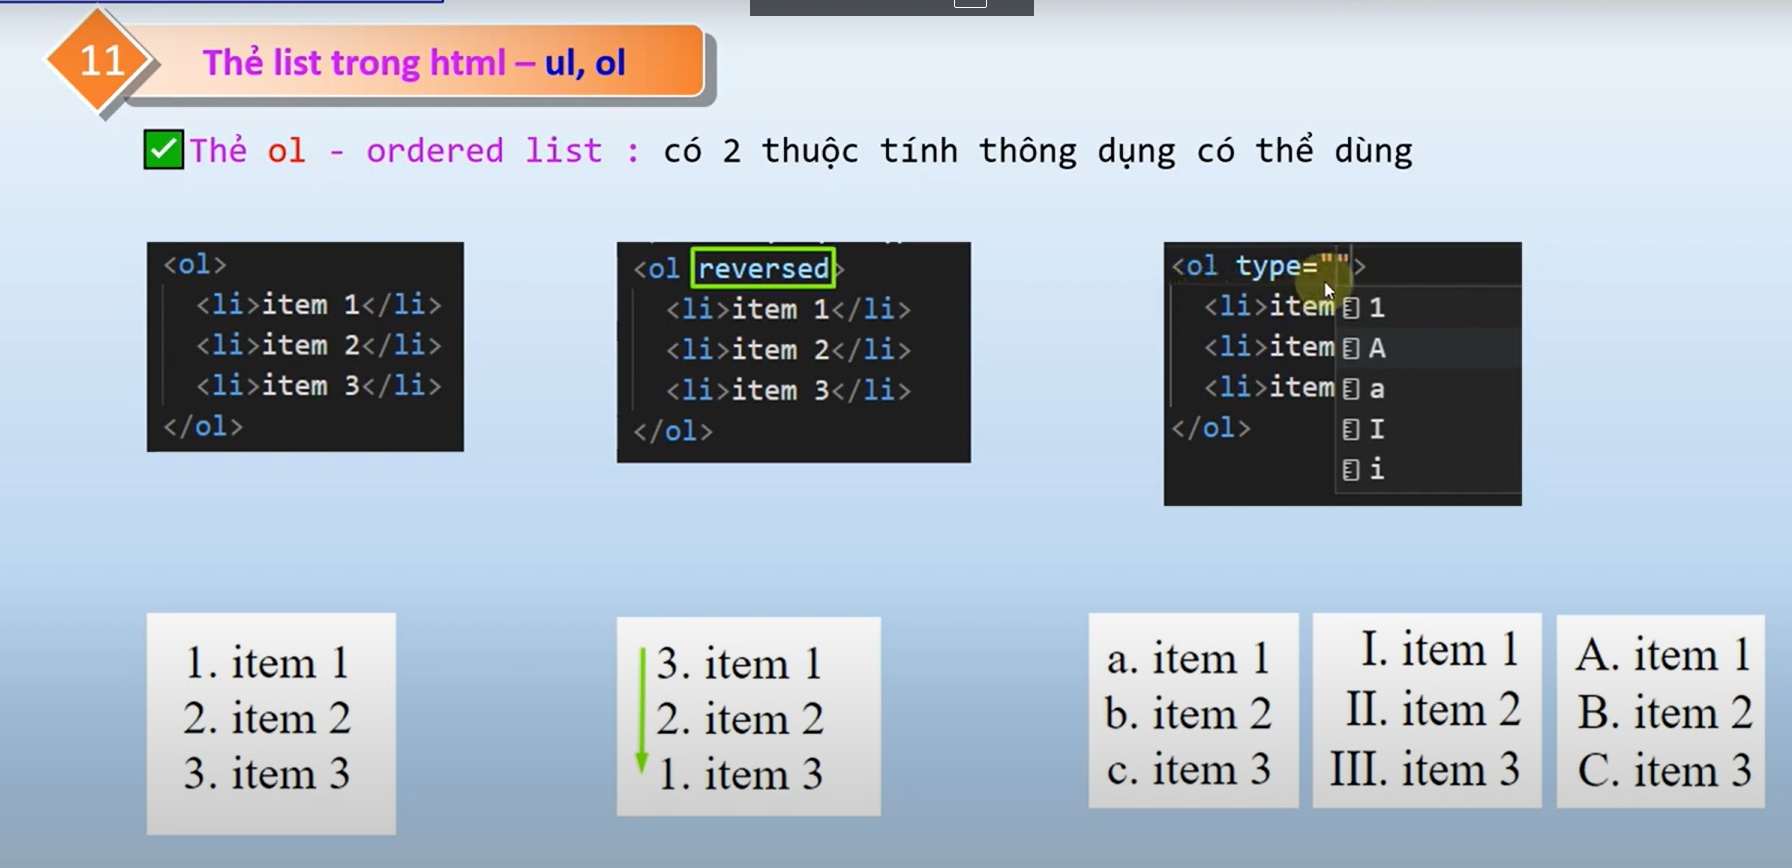 11
Thẻ list trong html – ul, ol
Thẻ ol - ordered list : có 2 thuộc tính thông dụng có thể dùng
<ol>
<li>item 1</li>
<li>item 2</li>
<li>item 3</li>
</ol>
<ol reversed>
<li>item 1</li>
<li>item 2</li>
<li>item 3</li>
</ol>
<ol type="">
<li>item
<li>item
<li>item
</ol>
1
A
a
I
i
1. item 1
2. item 2
3. item 3
3. item 1
2. item 2
1. item 3
a. item 1
b. item 2
c. item 3
I. item 1
II. item 2
III. item 3
A. item 1
B. item 2
C. item 3